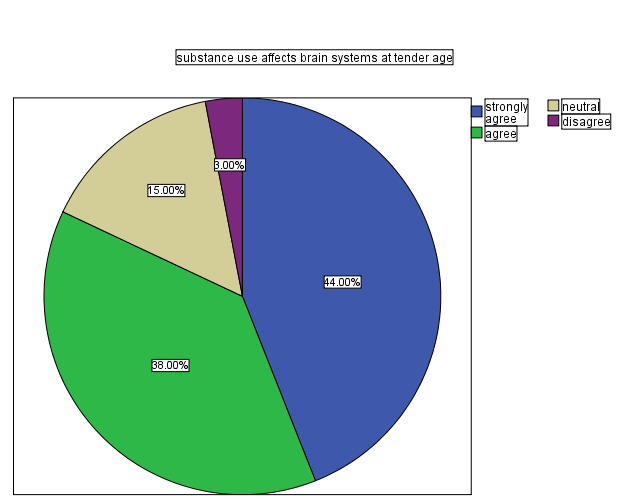 substance use affects brain systems at tender age
strongly
agree
agree
neutral
disagree
3.00%
15.00%
44.00%
38.00%